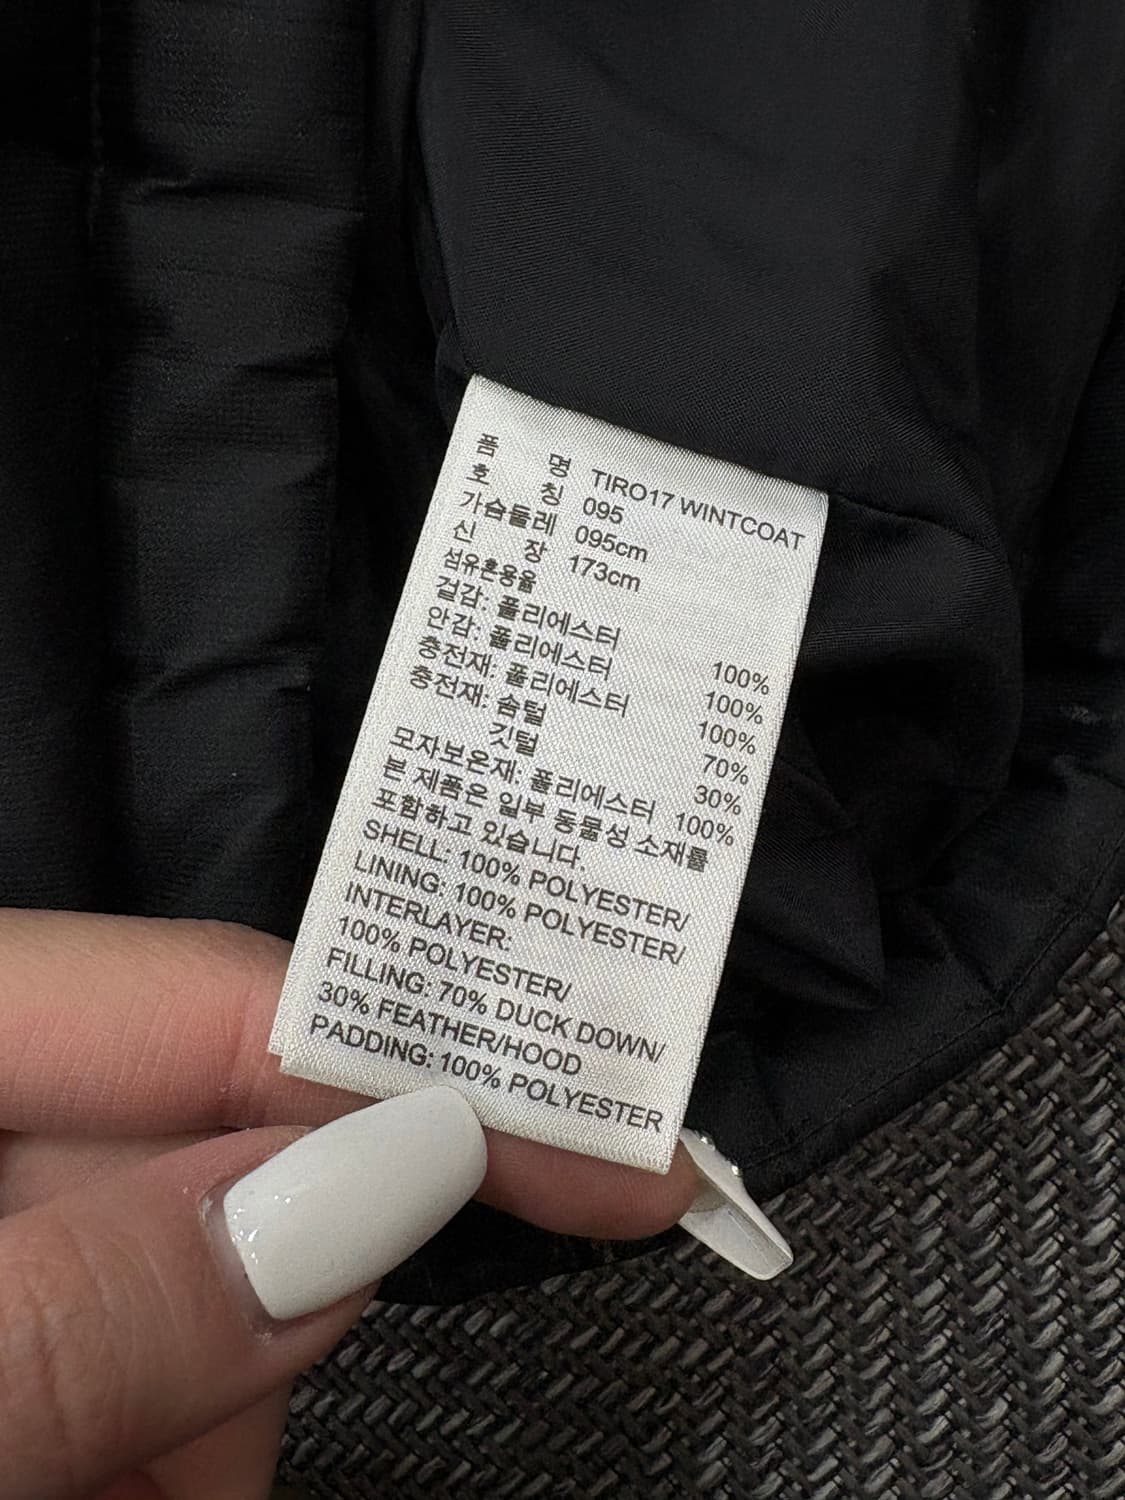 품 명 TIRO17 WINTCOAT
호 칭 095
가슴둘레 095cm
신 장 173cm
섬유혼용율
겉감: 폴리에스터 100%
안감: 폴리에스터 100%
충전재: 폴리에스터 100%
충전재: 솜털 70%
깃털 30%
모자보온재: 폴리에스터 100%
본 제품은 일부 동물성 소재를
포함하고 있습니다.
SHELL: 100% POLYESTER/
LINING: 100% POLYESTER/
INTERLAYER:
100% POLYESTER/
FILLING: 70% DUCK DOWN/
30% FEATHER/HOOD
PADDING: 100% POLYESTER